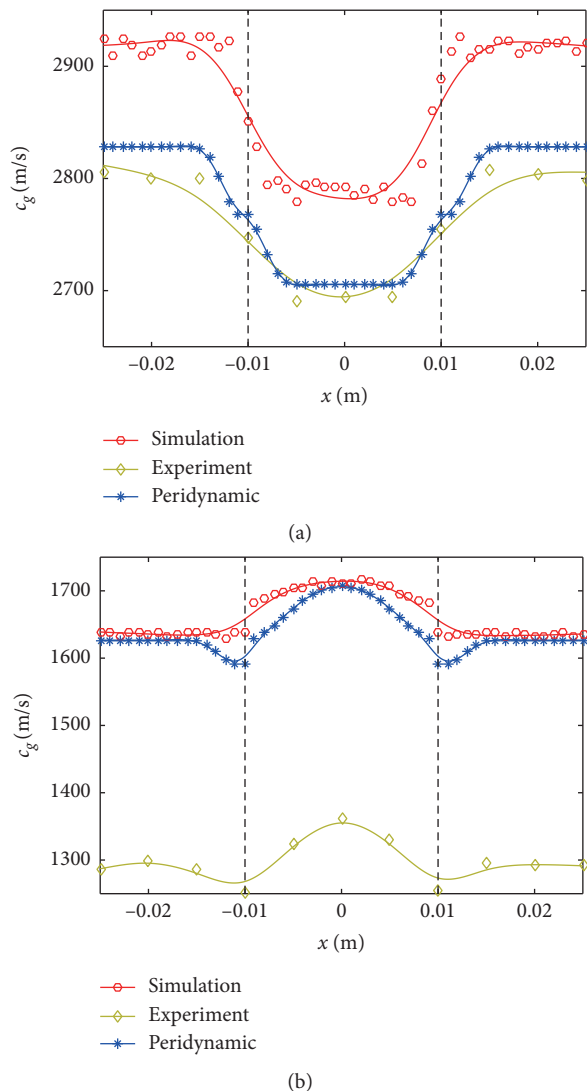 2900
2800
2700
c_g (m/s)
−0.02 −0.01 0 0.01 0.02
x (m)
Simulation
Experiment
Peridynamic
(a)
1700
1600
1500
1400
1300
c_g (m/s)
−0.02 −0.01 0 0.01 0.02
x (m)
Simulation
Experiment
Peridynamic
(b)